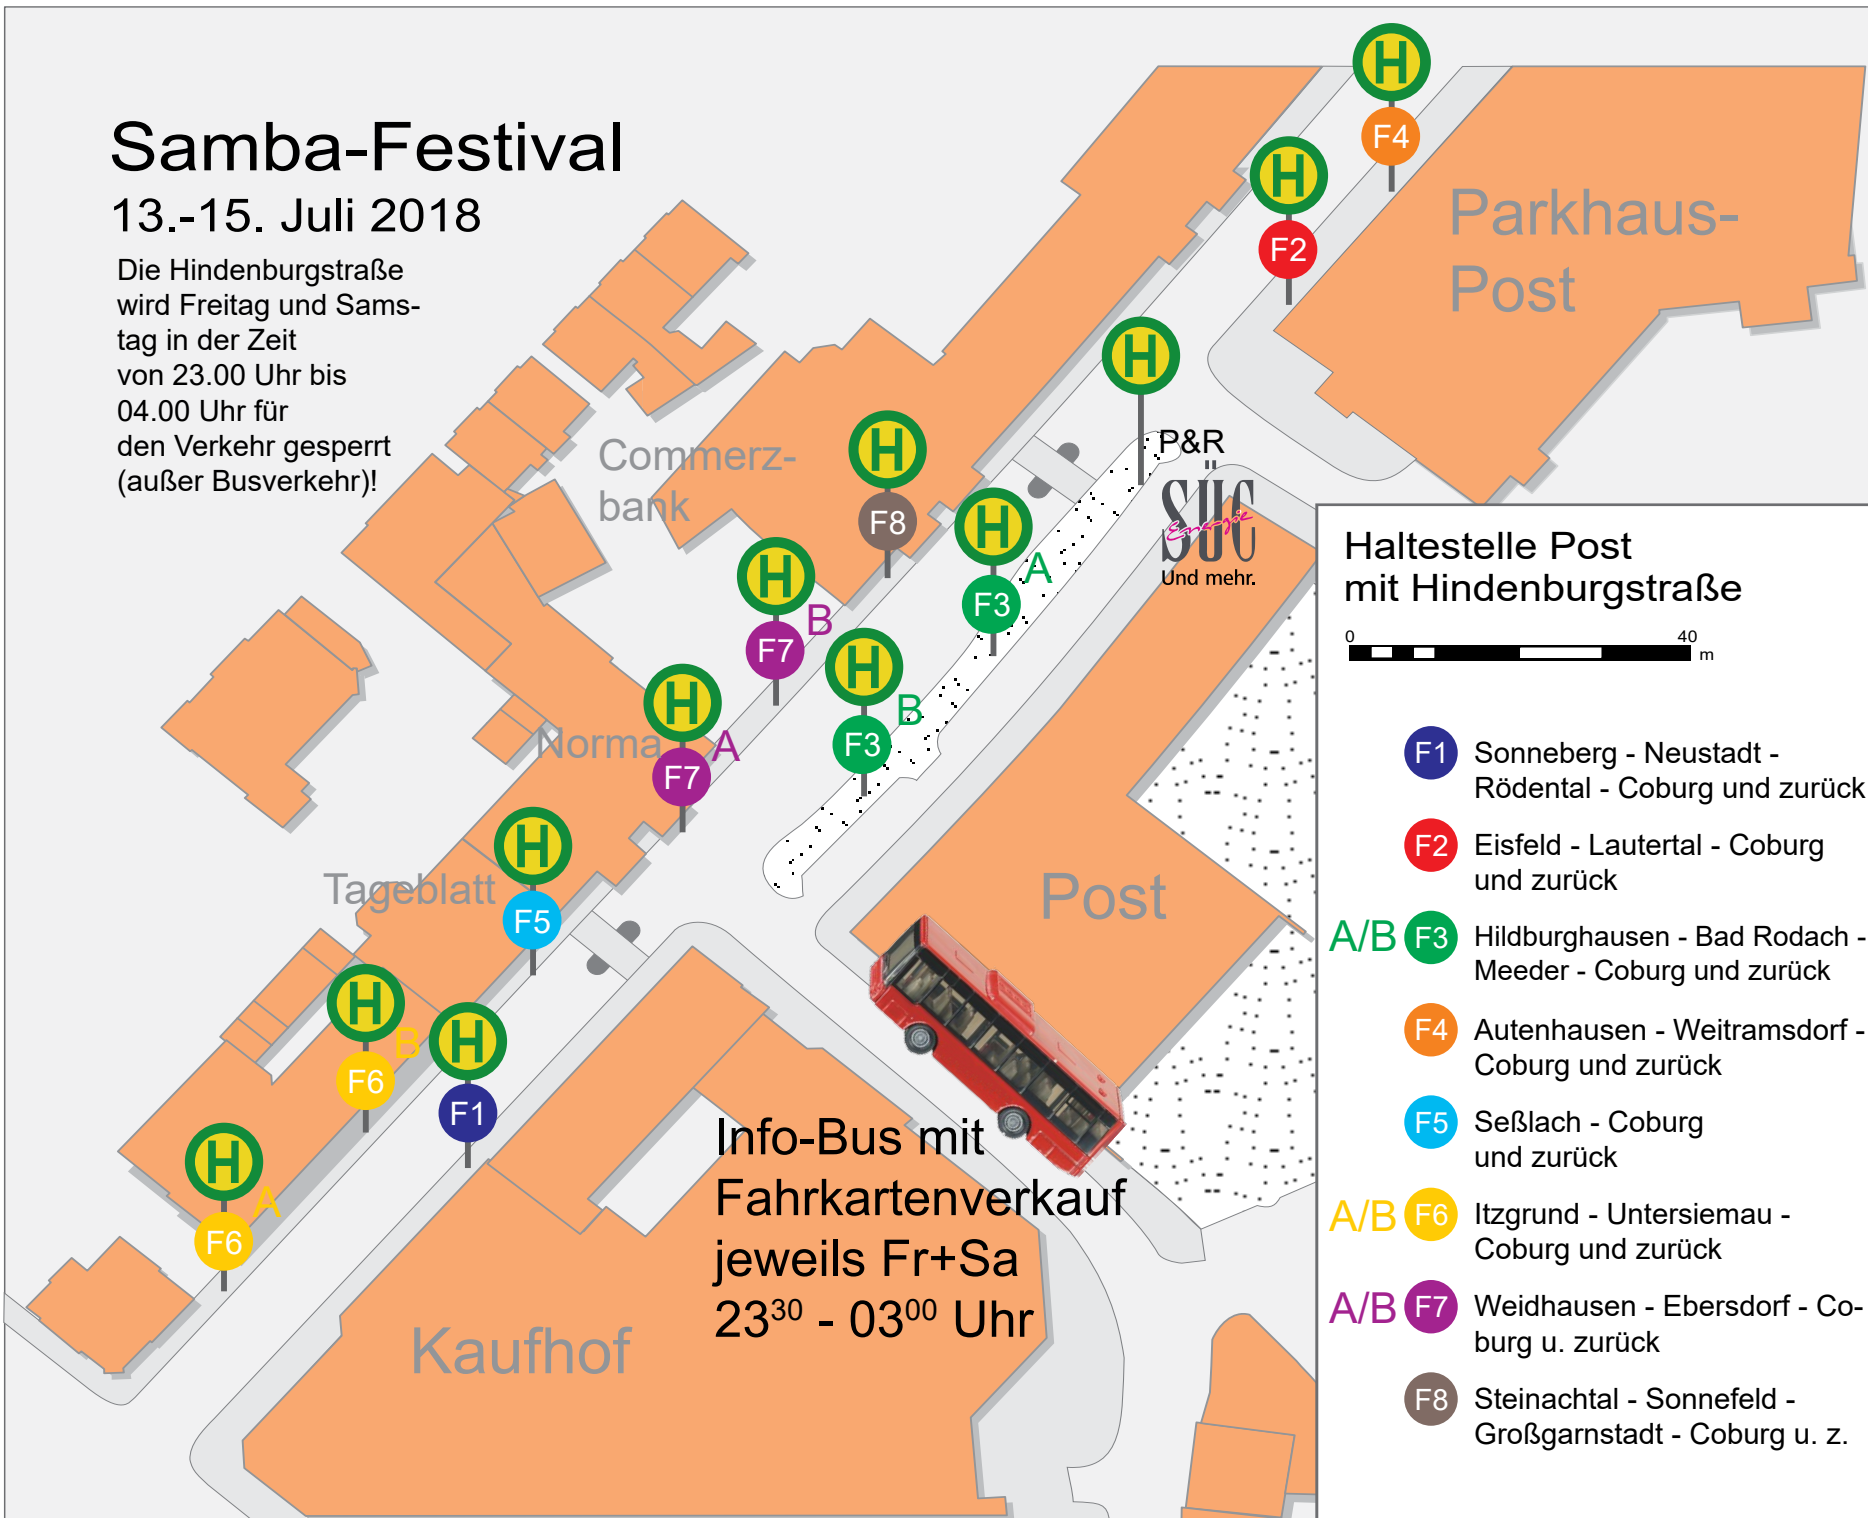 Samba-Festival
13.-15. Juli 2018
Die Hindenburgstraße
wird Freitag und Sams-
tag in der Zeit
von 23.00 Uhr bis
04.00 Uhr für
den Verkehr gesperrt
(außer Busverkehr)!
H
F4
H
F2
Parkhaus-
Post
H
P&R
SÜC
Energie
Und mehr.
Commerz-
bank
H
F8
H
A
F3
H
B
F7
H
B
F3
Norma
H
A
F7
Tageblatt
H
F5
Post
H
B
F6
H
F1
H
A
F6
Kaufhof
Info-Bus mit
Fahrkartenverkauf
jeweils Fr+Sa
23³⁰ - 03⁰⁰ Uhr
Haltestelle Post
mit Hindenburgstraße
0 40
m
F1 Sonneberg - Neustadt -
Rödental - Coburg und zurück
F2 Eisfeld - Lautertal - Coburg
und zurück
A/B F3 Hildburghausen - Bad Rodach -
Meeder - Coburg und zurück
F4 Autenhausen - Weitramsdorf -
Coburg und zurück
F5 Seßlach - Coburg
und zurück
A/B F6 Itzgrund - Untersiemau -
Coburg und zurück
A/B F7 Weidhausen - Ebersdorf - Co-
burg u. zurück
F8 Steinachtal - Sonnefeld -
Großgarnstadt - Coburg u. z.